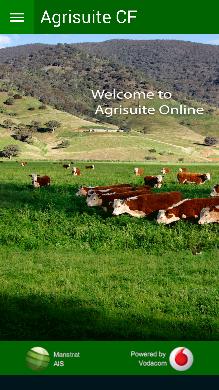 Agrisuite CF
Welcome to
Agrisuite Online
Manstrat
AIS
Powered by
Vodacom